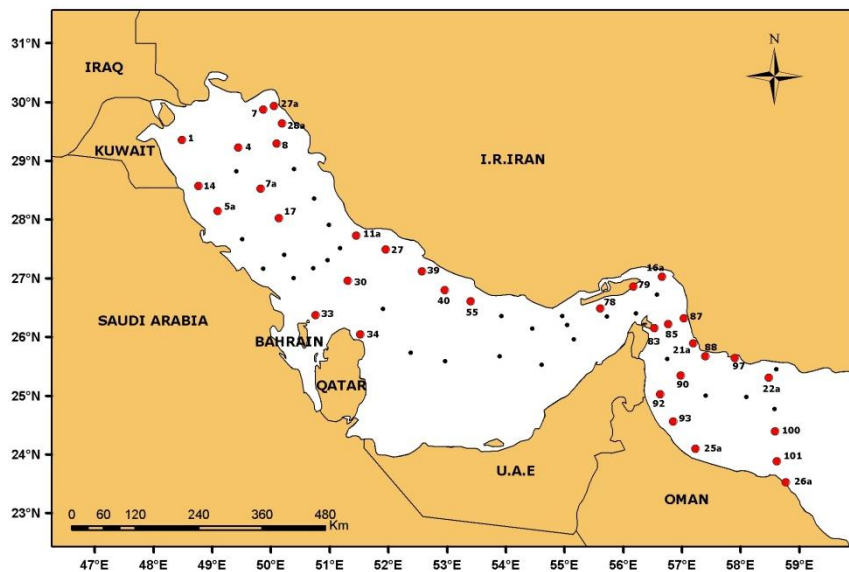 31°N
N
IRAQ
30°N
7
27a
28a
KUWAIT
1
4
8
I.R.IRAN
29°N
14
7a
5a
17
28°N
11a
27
39
16a
27°N
30
40
79
55
78
SAUDI ARABIA
33
87
26°N
BAHRAIN
34
83
85
21a
88
97
QATAR
90
22a
25°N
92
93
100
24°N
25a
101
U.A.E
26a
OMAN
23°N
0 30 60 120 240 360 480
Km
47°E 48°E 49°E 50°E 51°E 52°E 53°E 54°E 55°E 56°E 57°E 58°E 59°E